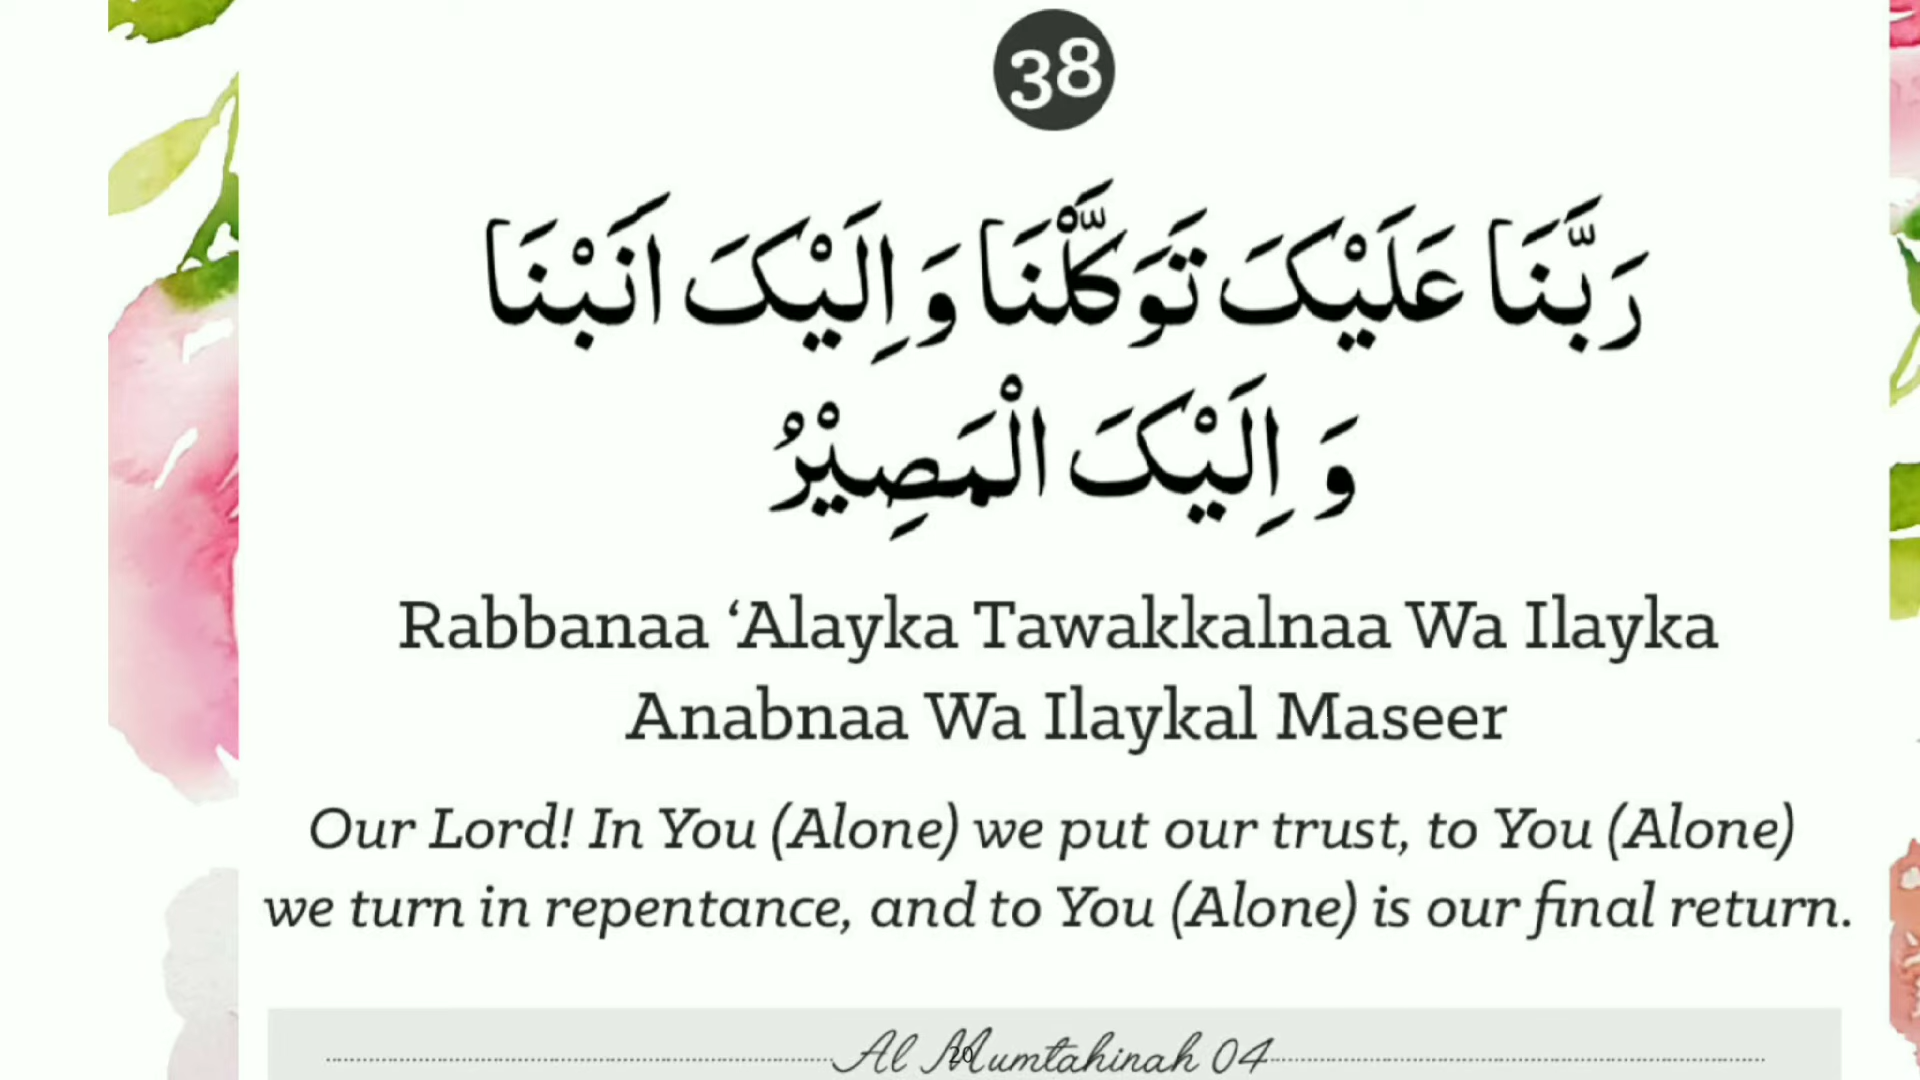 38
رَبَّنَا عَلَيْکَ تَوَکَّلْنَا وَ اِلَيْکَ اَنَبْنَا
وَ اِلَيْکَ الْمَصِيْرُ
Rabbanaa ‘Alayka Tawakkalnaa Wa Ilayka
Anabnaa Wa Ilaykal Maseer
Our Lord! In You (Alone) we put our trust, to You (Alone)
we turn in repentance, and to You (Alone) is our final return.
Al Mumtahinah 04
20